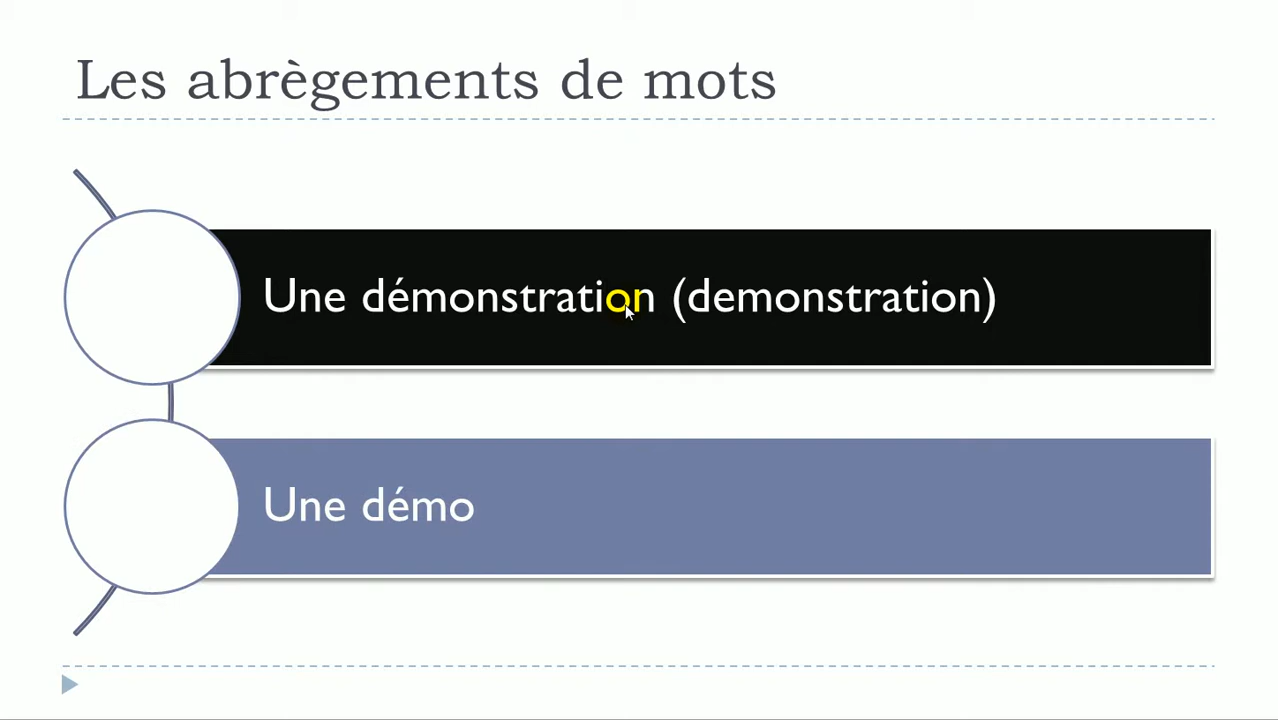 Les abrègements de mots
Une démonstration (demonstration)
Une démo